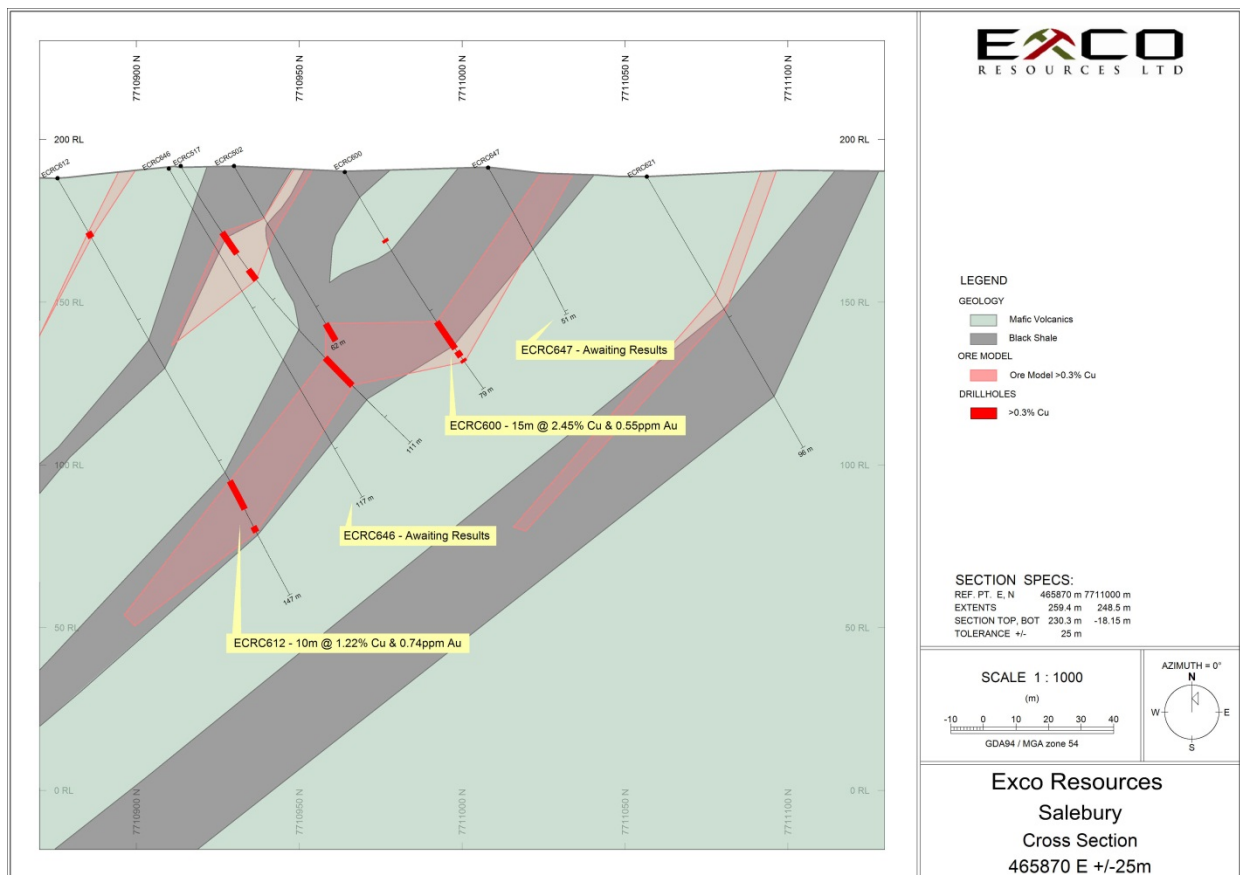 7710900 N
7710950 N
7711000 N
7711050 N
7711100 N
200 RL
200 RL
ECRC612
ECRC646
ECRC517
ECRC502
ECRC600
ECRC647
ECRC621
150 RL
150 RL
62 m
51 m
ECRC647 - Awaiting Results
79 m
ECRC600 - 15m @ 2.45% Cu & 0.55ppm Au
111 m
96 m
100 RL
100 RL
117 m
ECRC646 - Awaiting Results
147 m
50 RL
50 RL
ECRC612 - 10m @ 1.22% Cu & 0.74ppm Au
0 RL
0 RL
7710900 N
7710950 N
7711000 N
7711050 N
7711100 N
EXCO
RESOURCES LTD
LEGEND
GEOLOGY
Mafic Volcanics
Black Shale
ORE MODEL
Ore Model >0.3% Cu
DRILLHOLES
>0.3% Cu
SECTION SPECS:
REF. PT. E, N 465870 m 7711000 m
EXTENTS 259.4 m 248.5 m
SECTION TOP, BOT 230.3 m -18.15 m
TOLERANCE +/- 25 m
SCALE 1 : 1000
(m)
-10 0 10 20 30 40
GDA94 / MGA zone 54
AZIMUTH = 0°
N
W
E
S
Exco Resources
Salebury
Cross Section
465870 E +/-25m